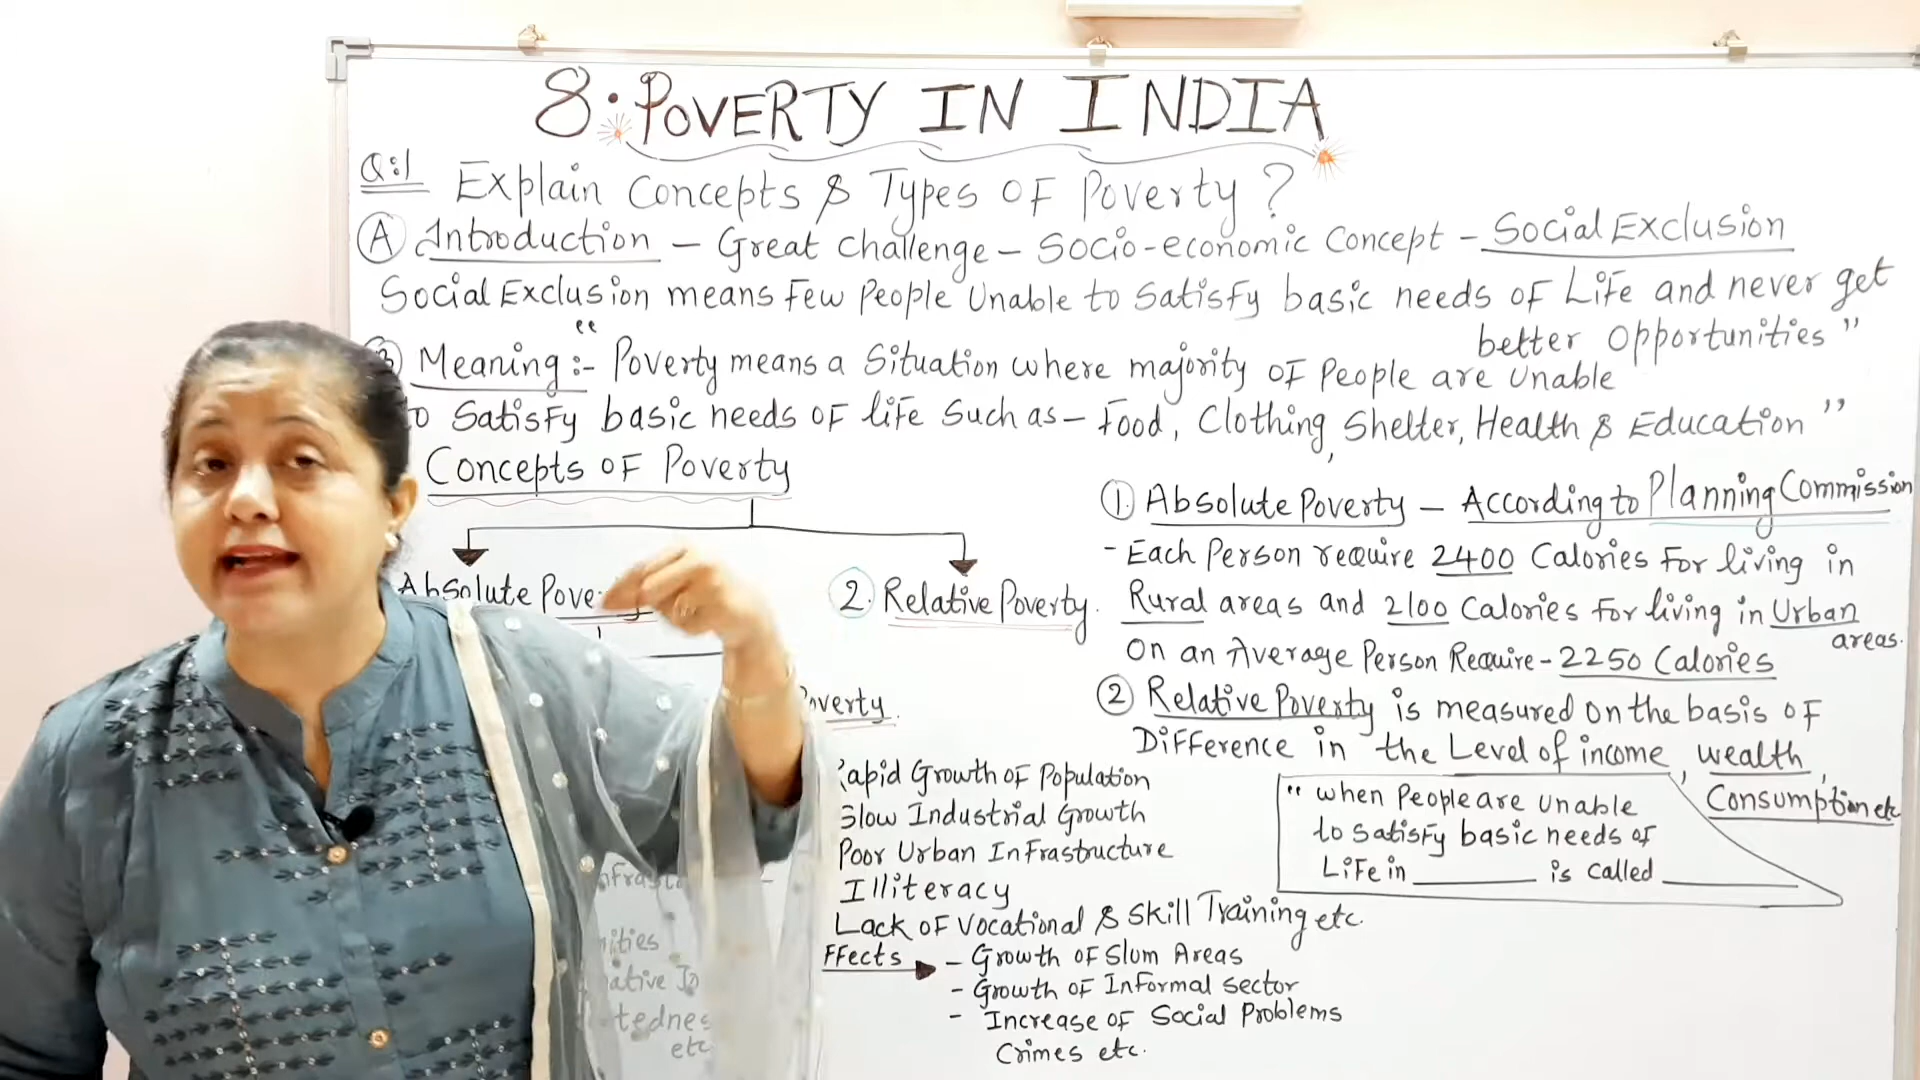 8. POVERTY IN INDIA
Q:1 Explain Concepts & Types OF Poverty?
A Introduction – Great Challenge – Socio-economic Concept – Social Exclusion
Social Exclusion means Few People Unable to Satisfy basic needs of Life and never get
better Opportunities”
Meaning :- “Poverty means a Situation where majority of People are Unable
to Satisfy basic needs of life Such as – Food, Clothing, Shelter, Health & Education”
Concepts OF Poverty
Absolute
2. Relative Poverty.
1. Absolute Poverty – According to Planning Commission
- Each Person require 2400 Calories For living in
Rural areas and 2100 Calories For living in Urban
areas.
On an Average Person Require - 2250 Calories
2 Relative Poverty is measured on the basis of
Difference in the Level of income, wealth,
Consumption etc
“When People are Unable
to Satisfy basic needs of
Life in ________ is called ________
Growth of Population
Slow Industrial Growth
Poor Urban Infrastructure
Illiteracy
Lack of Vocational & Skill Training etc.
FFects
– Growth of Slum Areas
- Growth of Informal Sector
- Increase of Social Problems
Crimes etc.
etc